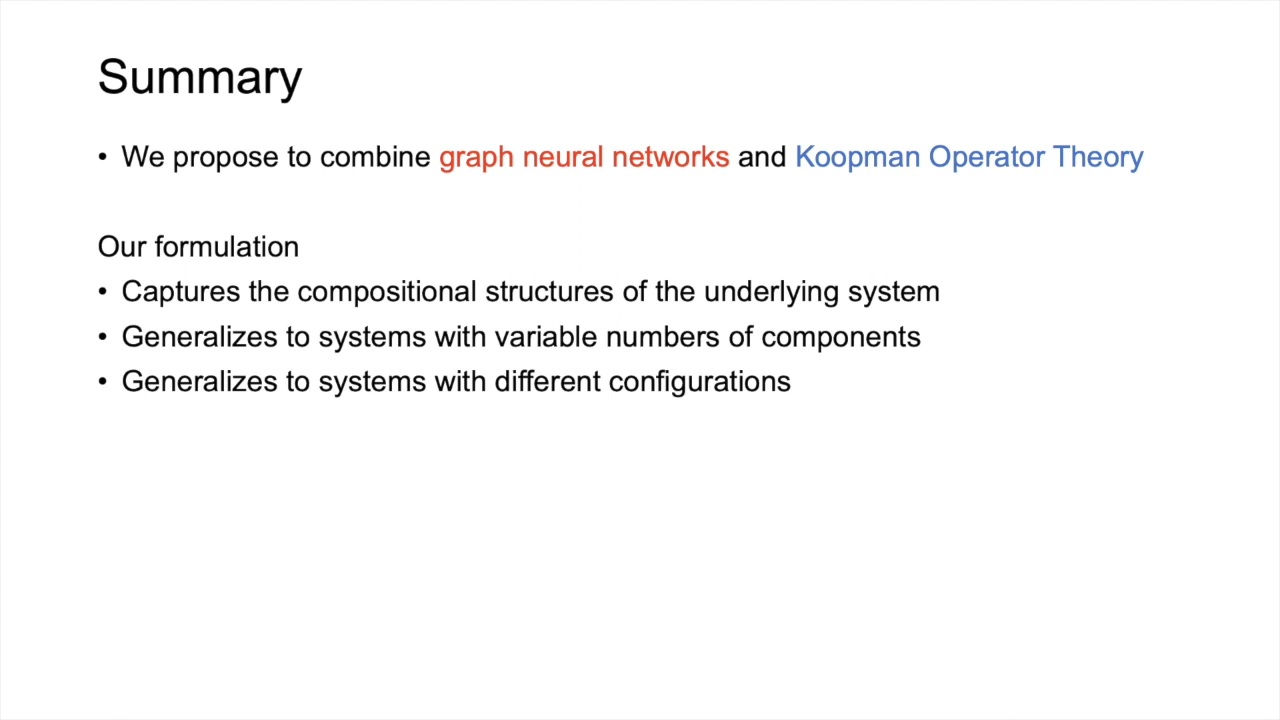 Summary
• We propose to combine graph neural networks and Koopman Operator Theory
Our formulation
• Captures the compositional structures of the underlying system
• Generalizes to systems with variable numbers of components
• Generalizes to systems with different configurations